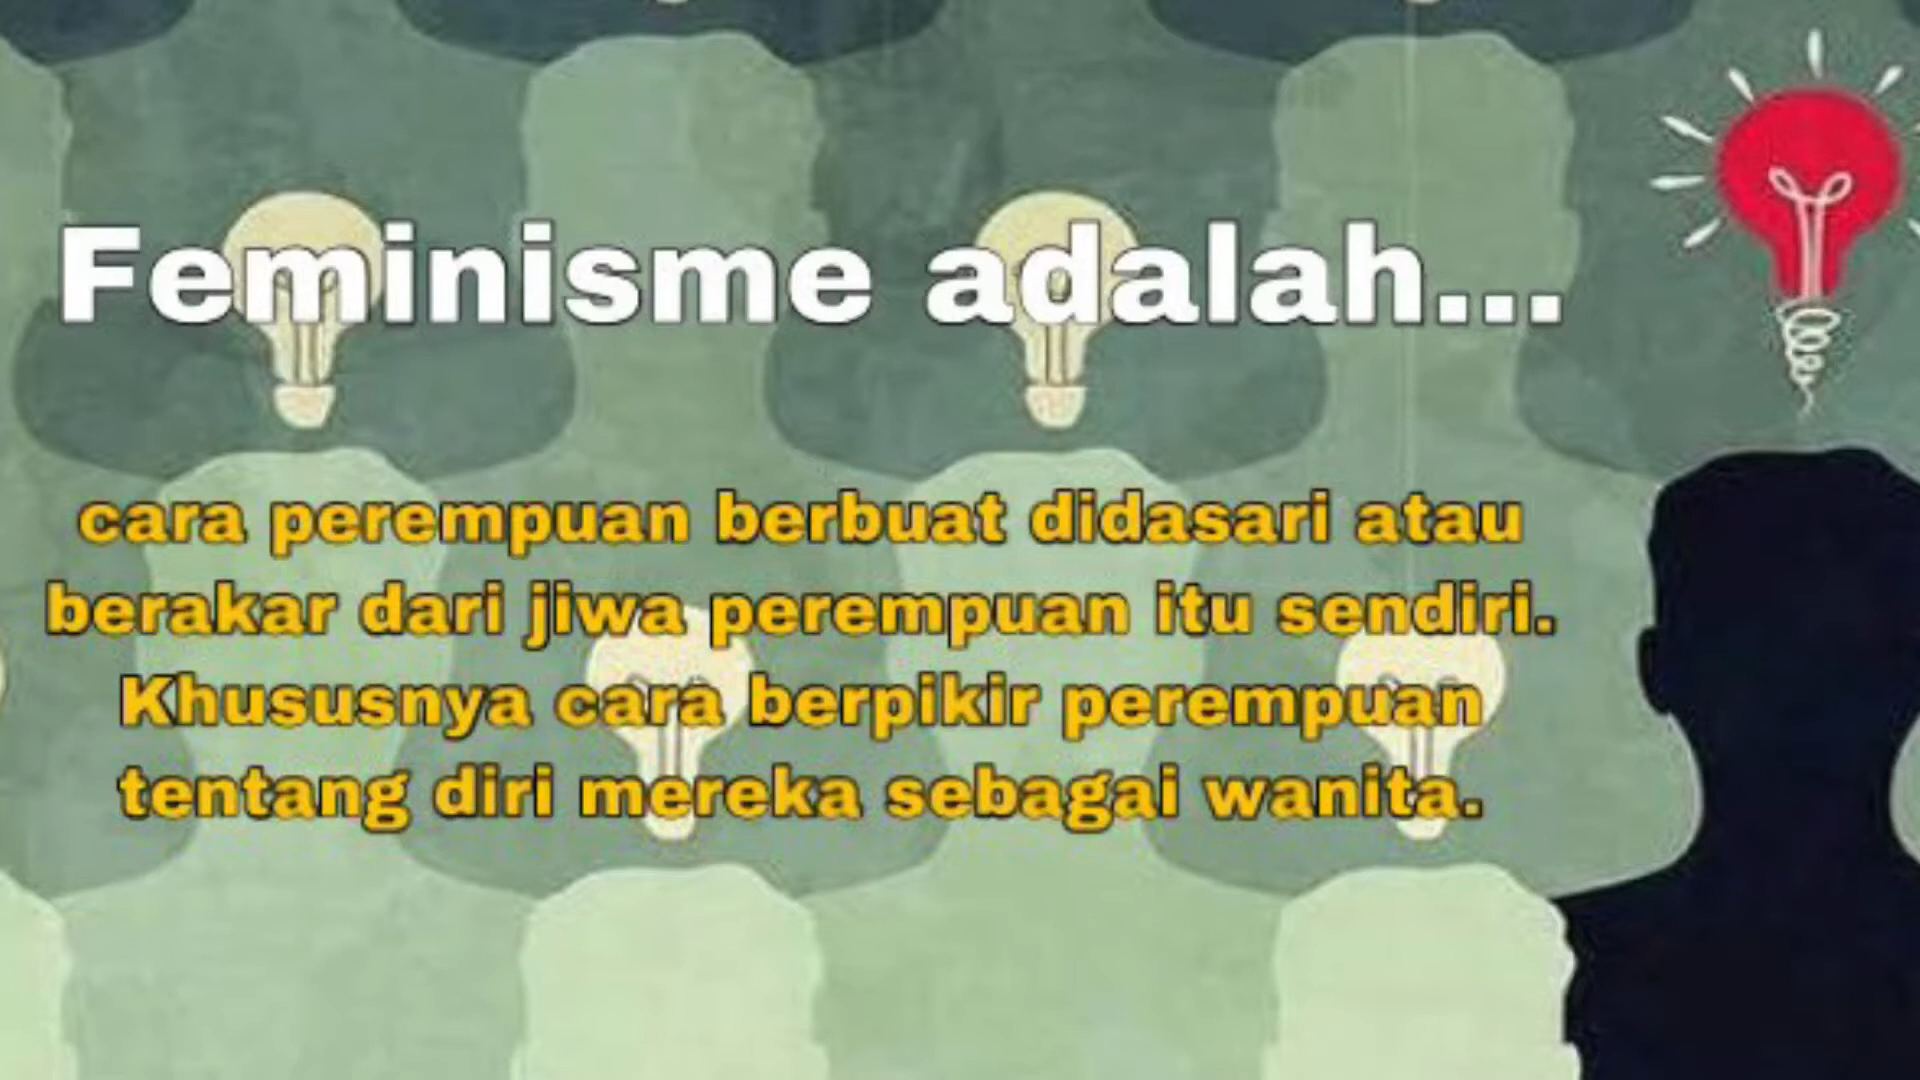 Feminisme adalah...
cara perempuan berbuat didasari atau
berakar dari jiwa perempuan itu sendiri.
Khususnya cara berpikir perempuan
tentang diri mereka sebagai wanita.